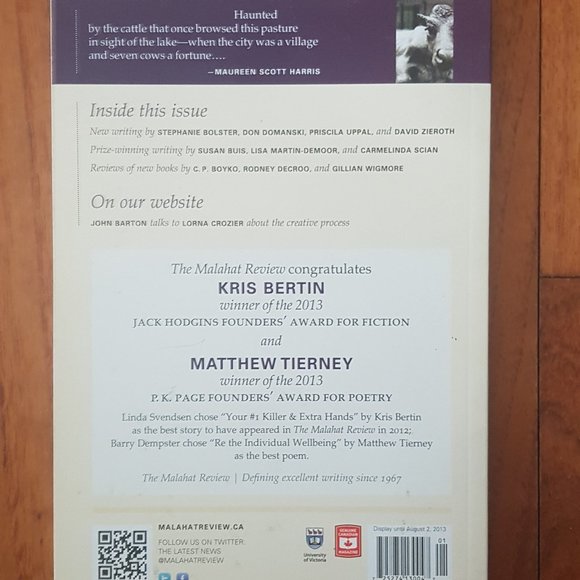 Haunted
by the cattle that once browsed this pasture
in sight of the lake—when the city was a village
and seven cows a fortune….
—MAUREEN SCOTT HARRIS
Inside this issue
New writing by STEPHANIE BOLSTER, DON DOMANSKI, PRISCILA UPPAL, and DAVID ZIEROTH
Prize-winning writing by SUSAN BUIS, LISA MARTIN-DEMOOR, and CARMELINDA SCIAN
Reviews of new books by C. P. BOYKO, RODNEY DECROO, and GILLIAN WIGMORE
On our website
JOHN BARTON talks to LORNA CROZIER about the creative process
The Malahat Review congratulates
KRIS BERTIN
winner of the 2013
JACK HODGINS FOUNDERS' AWARD FOR FICTION
and
MATTHEW TIERNEY
winner of the 2013
P. K. PAGE FOUNDERS' AWARD FOR POETRY
Linda Svendsen chose “Your #1 Killer & Extra Hands” by Kris Bertin
as the best story to have appeared in The Malahat Review in 2012;
Barry Dempster chose “Re the Individual Wellbeing” by Matthew Tierney
as the best poem.
The Malahat Review | Defining excellent writing since 1967
MALAHATREVIEW.CA
FOLLOW US ON TWITTER.
THE LATEST NEWS
@MALAHATREVIEW
University
of Victoria
GENUINE
CANADIAN
MAGAZINE
Display until August 2, 2013
01